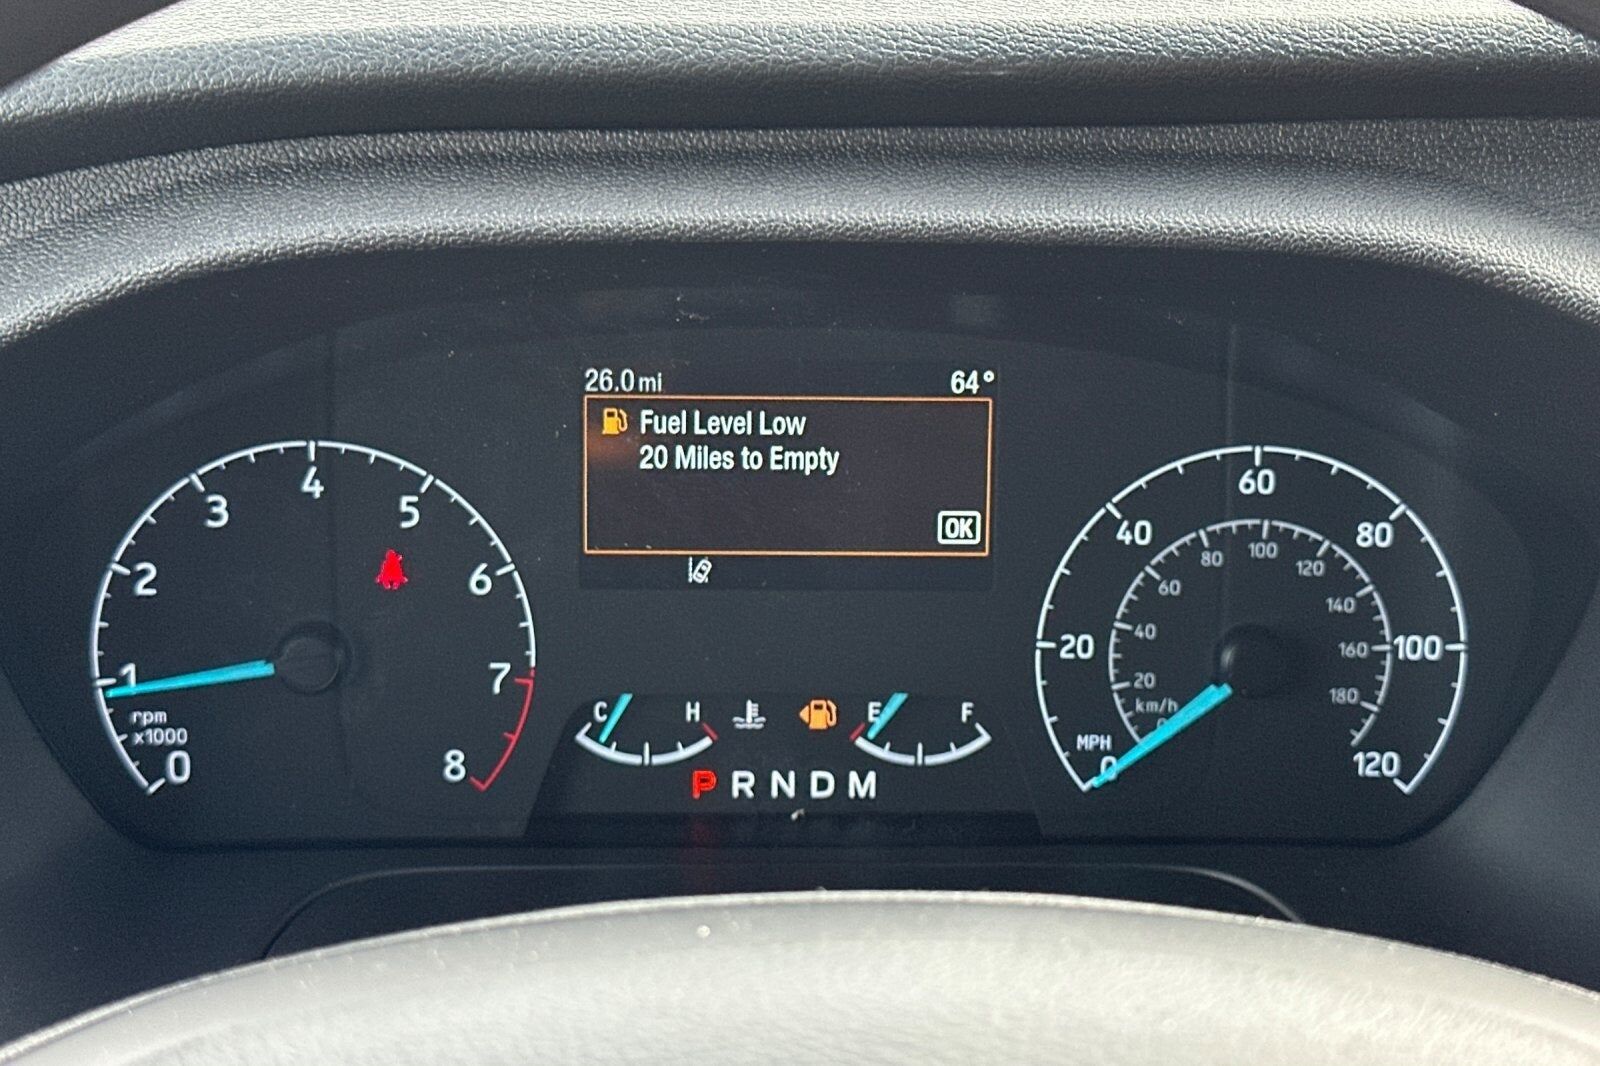 26.0 mi 64°
Fuel Level Low
20 Miles to Empty
OK
0 1 2 3 4 5 6 7 8
rpm
x1000
C H
E F
P R N D M
0 20 40 60 80 100 120
MPH
0 20 40 60 80 100 120 140 160 180
km/h